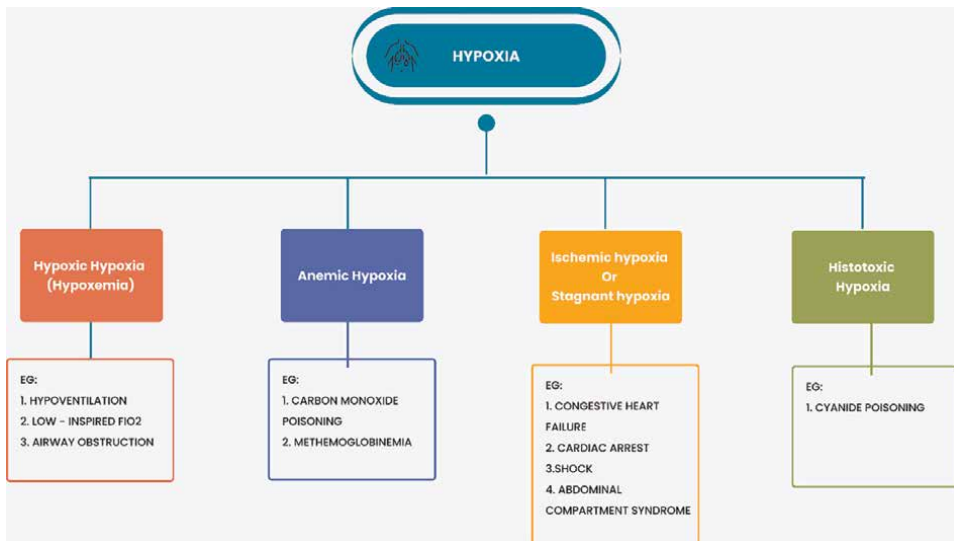 HYPOXIA
Hypoxic Hypoxia
(Hypoxemia)
EG:
1. HYPOVENTILATION
2. LOW - INSPIRED FIO2
3. AIRWAY OBSTRUCTION
Anemic Hypoxia
EG:
1. CARBON MONOXIDE
POISONING
2. METHEMOGLOBINEMIA
Ischemic hypoxia
Or
Stagnant hypoxia
EG:
1. CONGESTIVE HEART
FAILURE
2. CARDIAC ARREST
3.SHOCK
4. ABDOMINAL
COMPARTMENT SYNDROME
Histotoxic
Hypoxia
EG:
1. CYANIDE POISONING